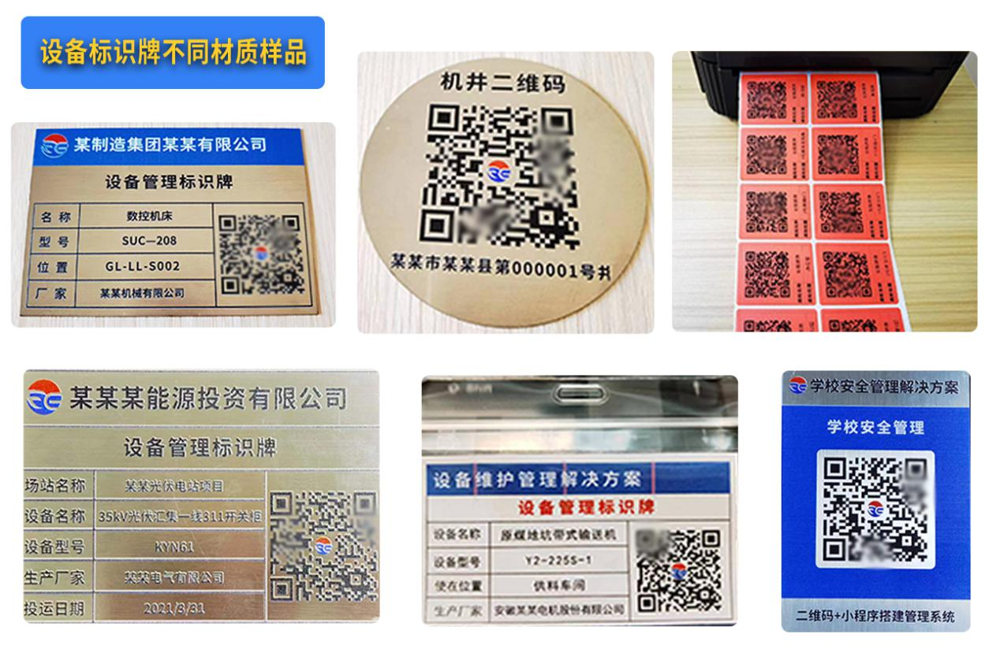 设备标识牌不同材质样品
某制造集团某某有限公司
设备管理标识牌
名称 数控机床
型号 SUC—208
位置 GL-LL-S002
厂家 某某机械有限公司
机井二维码
某某市某某县第000001号井
某某某能源投资有限公司
设备管理标识牌
场站名称 某某光伏电站项目
设备名称 35kV光伏汇集一线311开关柜
设备型号 KYN61
生产厂家 某某电气有限公司
投运日期 2021/3/31
设备维护管理解决方案
设备管理标识牌
设备名称 原煤地坑带式输送机
设备型号 Y2-225S-1
使在位置 供料车间
生产厂家 安徽某某电机股份有限公司
学校安全管理解决方案
学校安全管理
二维码+小程序搭建管理系统